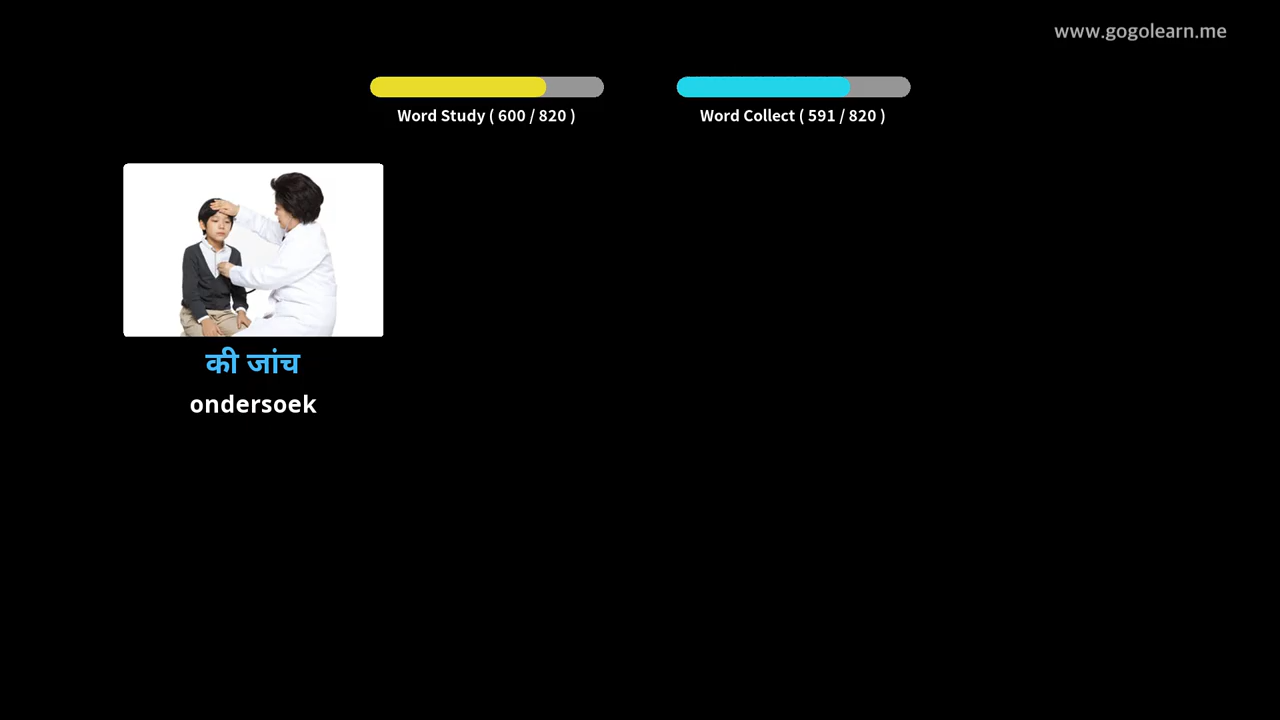 www.gogolearn.me
Word Study ( 600 / 820 )
Word Collect ( 591 / 820 )
की जांच
ondersoek